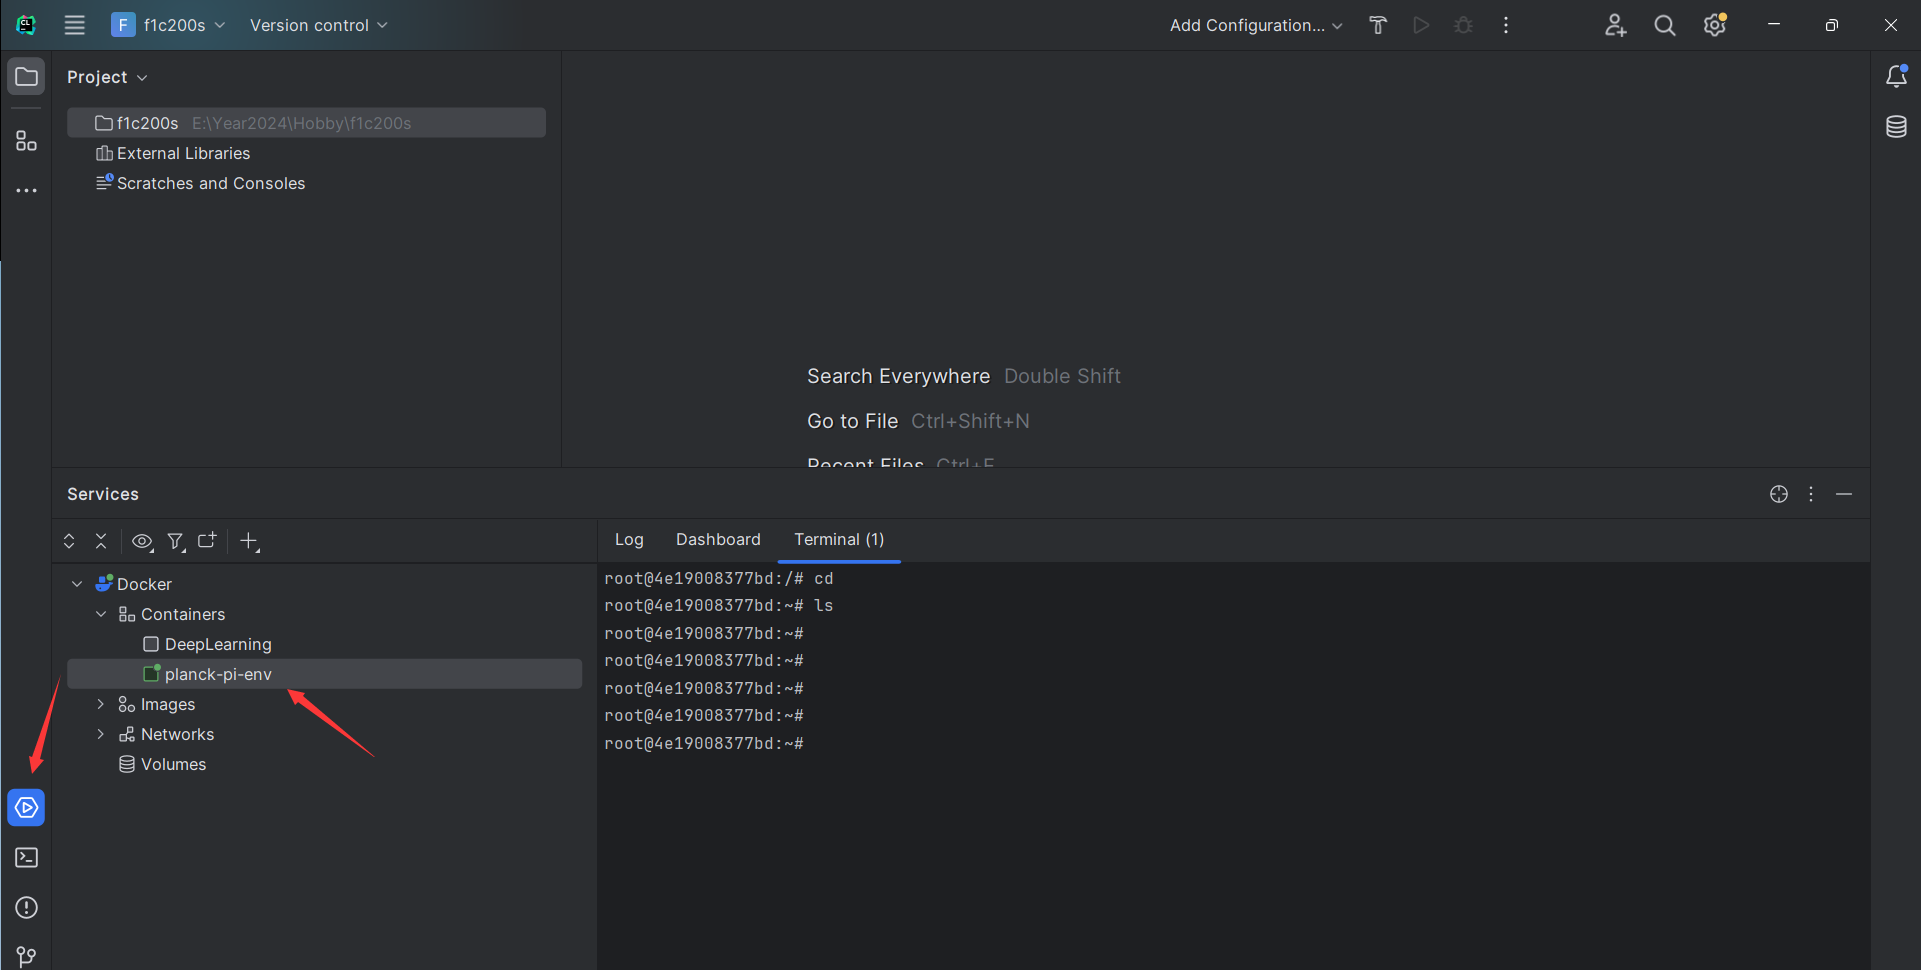 CL
F f1c200s Version control Add Configuration...
Project
f1c200s E:\Year2024\Hobby\f1c200s
External Libraries
Scratches and Consoles
Search Everywhere Double Shift
Go to File Ctrl+Shift+N
Recent Files Ctrl+E
Services
Log Dashboard Terminal (1)
Docker
Containers
DeepLearning
planck-pi-env
Images
Networks
Volumes
root@4e19008377bd:/# cd
root@4e19008377bd:~# ls
root@4e19008377bd:~#
root@4e19008377bd:~#
root@4e19008377bd:~#
root@4e19008377bd:~#
root@4e19008377bd:~#